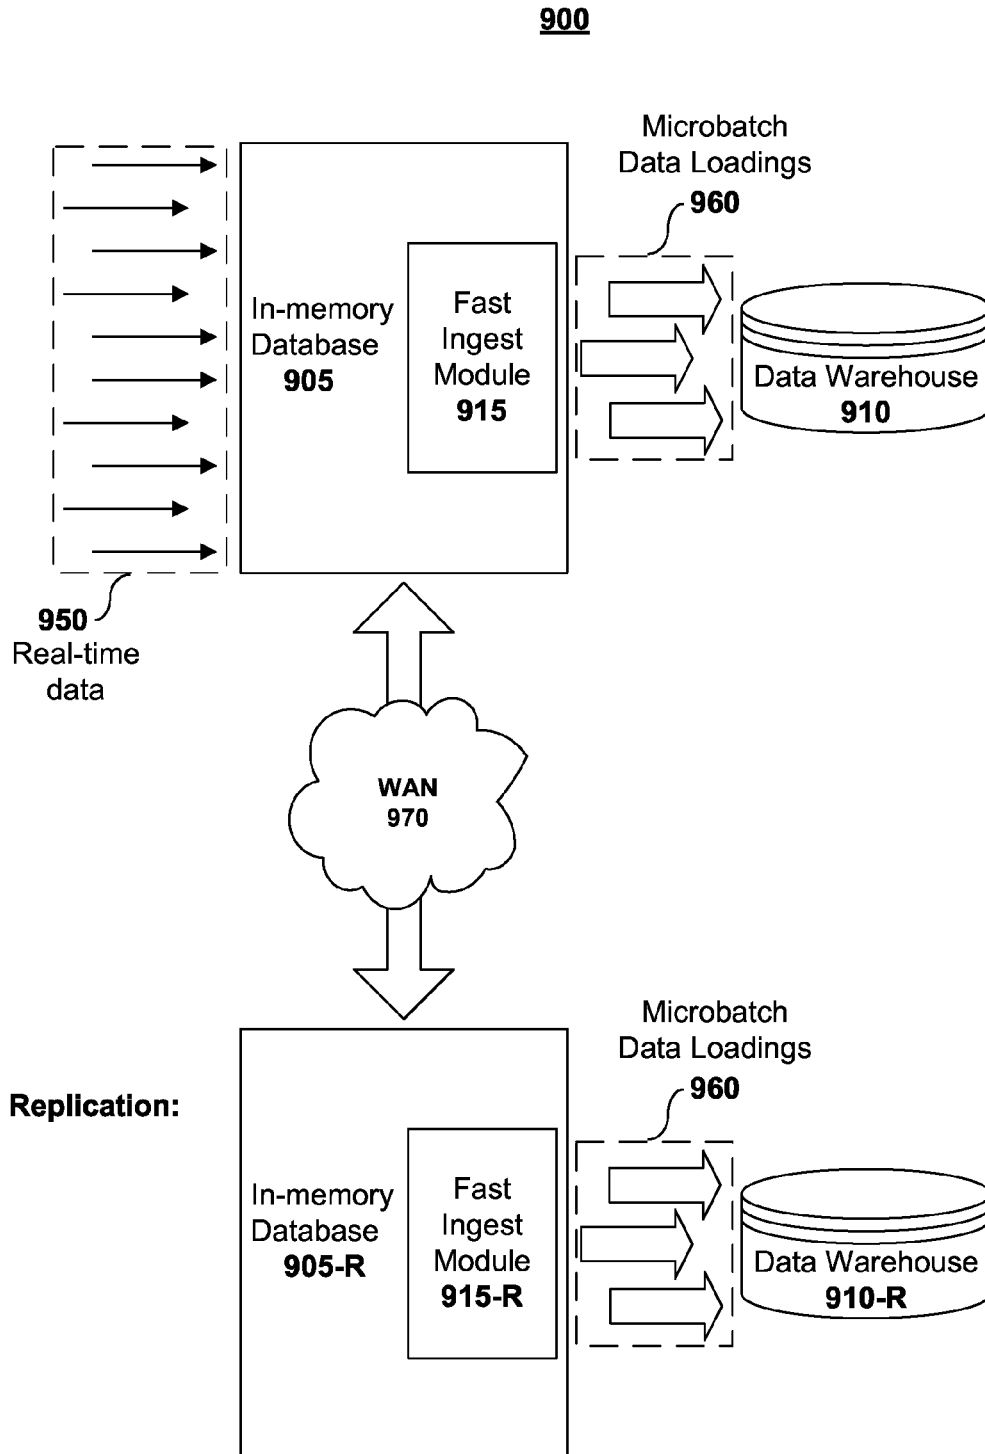 900
Microbatch
Data Loadings
960
In-memory
Database
905
Fast
Ingest
Module
915
Data Warehouse
910
950
Real-time
data
WAN
970
Microbatch
Data Loadings
960
Replication:
In-memory
Database
905-R
Fast
Ingest
Module
915-R
Data Warehouse
910-R